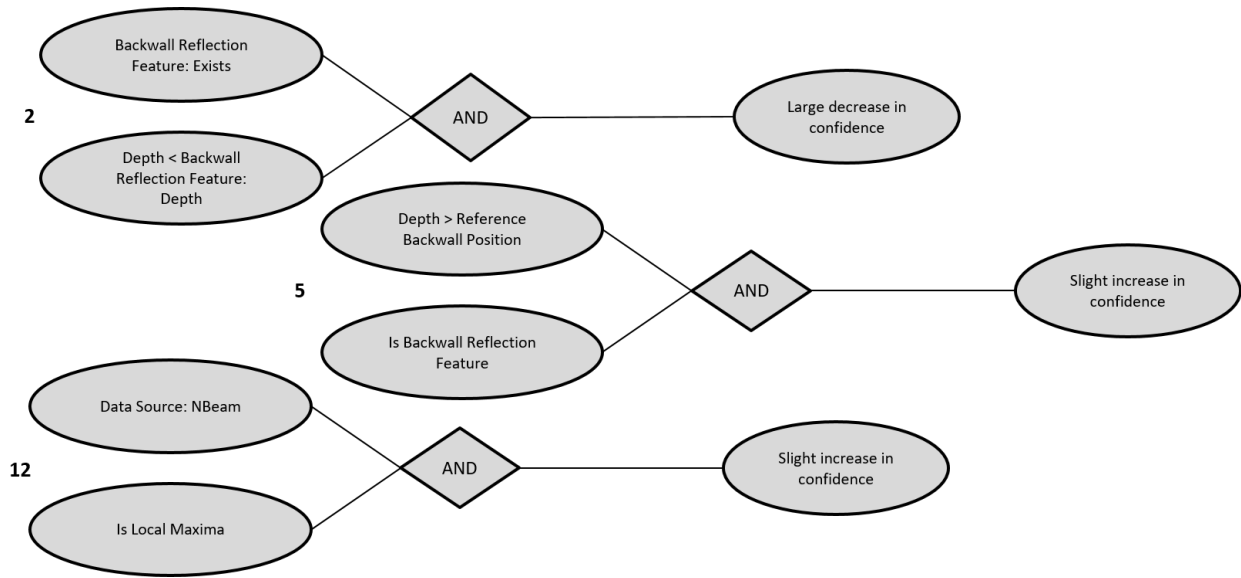 2
Backwall Reflection
Feature: Exists
Depth < Backwall
Reflection Feature:
Depth
AND
Large decrease in
confidence
5
Depth > Reference
Backwall Position
Is Backwall Reflection
Feature
AND
Slight increase in
confidence
12
Data Source: NBeam
Is Local Maxima
AND
Slight increase in
confidence